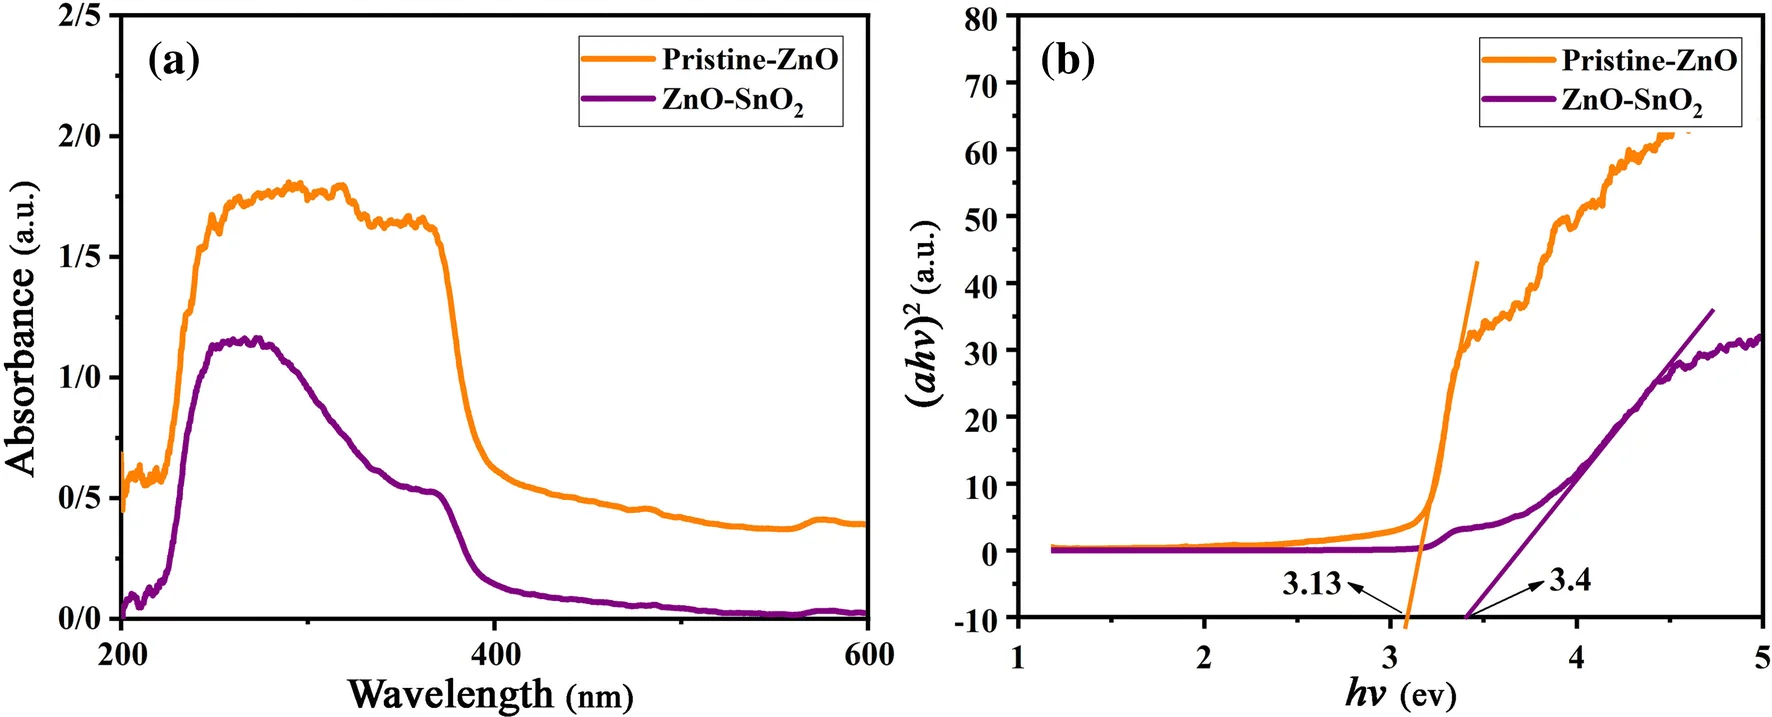 (a)
Pristine-ZnO
ZnO-SnO₂
2/5
2/0
1/5
1/0
0/5
0/0
200
400
600
Absorbance (a.u.)
Wavelength (nm)
(b)
Pristine-ZnO
ZnO-SnO₂
80
70
60
50
40
30
20
10
0
-10
1
2
3
4
5
3.13
3.4
(ahν)² (a.u.)
hν (ev)